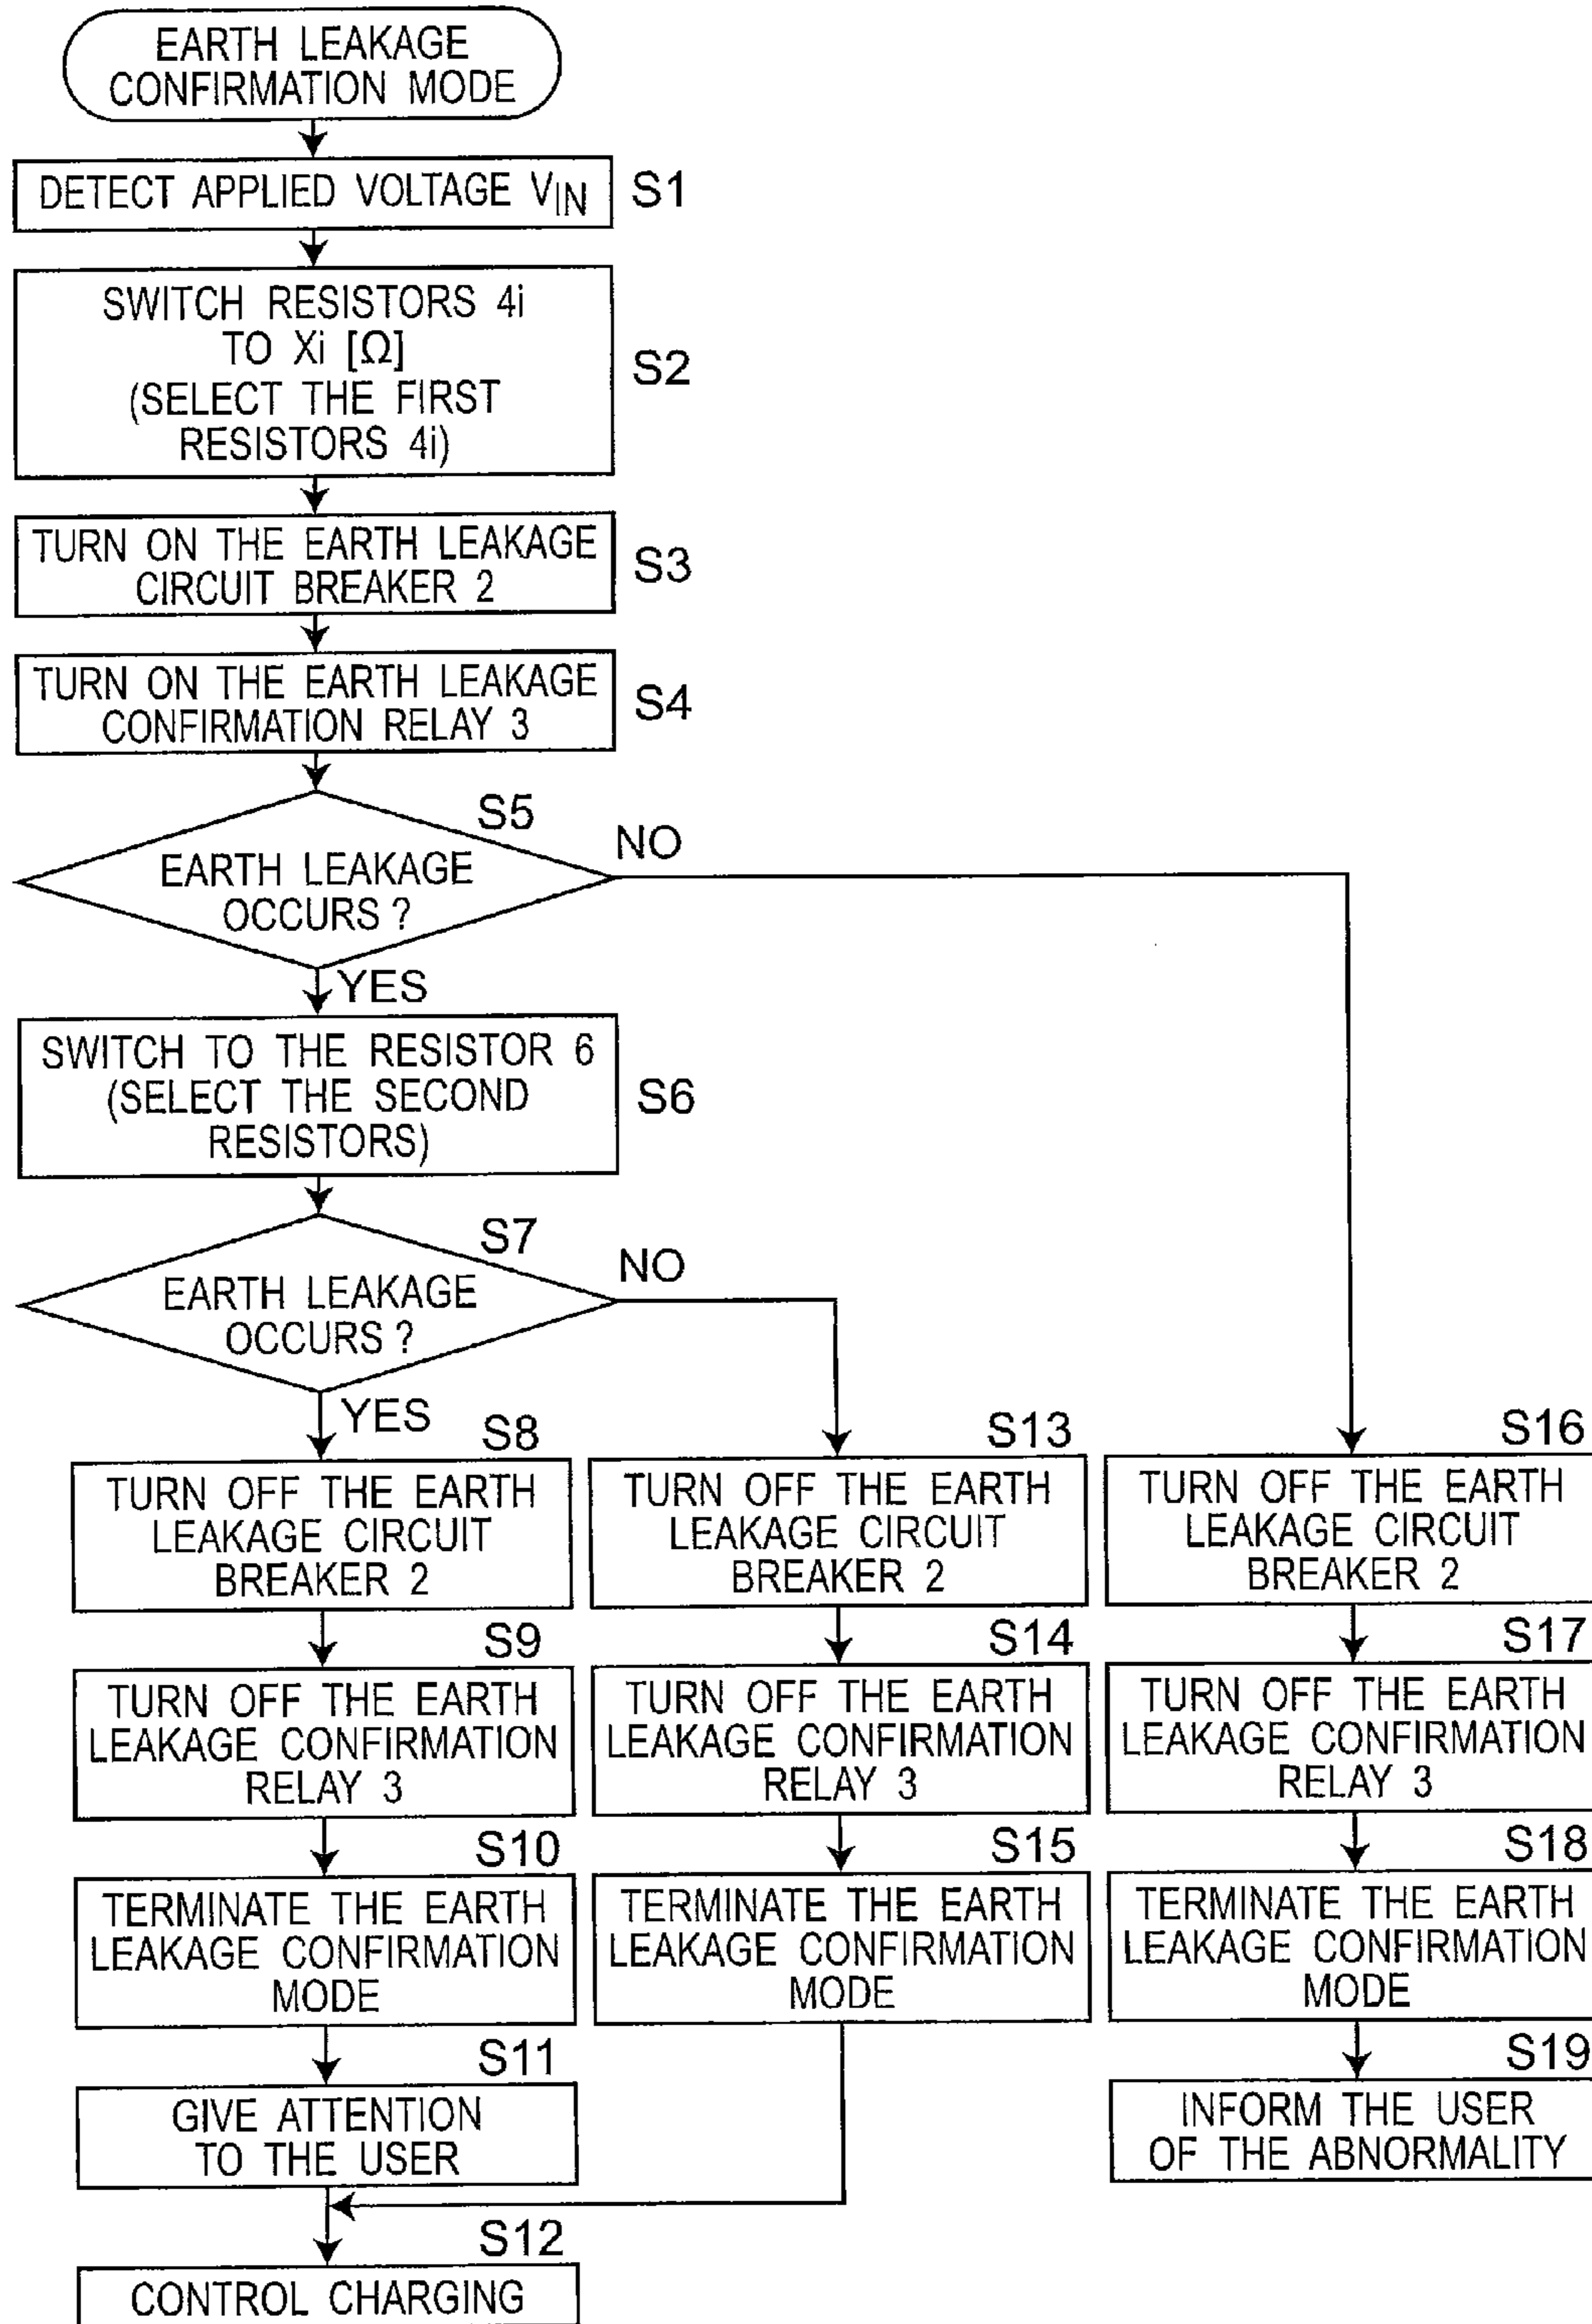 EARTH LEAKAGE
CONFIRMATION MODE
DETECT APPLIED VOLTAGE VIN
S1
SWITCH RESISTORS 4i
TO Xi [Ω]
(SELECT THE FIRST
RESISTORS 4i)
S2
TURN ON THE EARTH LEAKAGE
CIRCUIT BREAKER 2
S3
TURN ON THE EARTH LEAKAGE
CONFIRMATION RELAY 3
S4
S5
EARTH LEAKAGE
OCCURS ?
NO
YES
SWITCH TO THE RESISTOR 6
(SELECT THE SECOND
RESISTORS)
S6
S7
EARTH LEAKAGE
OCCURS ?
NO
YES
S8
TURN OFF THE EARTH
LEAKAGE CIRCUIT
BREAKER 2
S9
TURN OFF THE EARTH
LEAKAGE CONFIRMATION
RELAY 3
S10
TERMINATE THE EARTH
LEAKAGE CONFIRMATION
MODE
S11
GIVE ATTENTION
TO THE USER
S12
CONTROL CHARGING
S13
TURN OFF THE EARTH
LEAKAGE CIRCUIT
BREAKER 2
S14
TURN OFF THE EARTH
LEAKAGE CONFIRMATION
RELAY 3
S15
TERMINATE THE EARTH
LEAKAGE CONFIRMATION
MODE
S16
TURN OFF THE EARTH
LEAKAGE CIRCUIT
BREAKER 2
S17
TURN OFF THE EARTH
LEAKAGE CONFIRMATION
RELAY 3
S18
TERMINATE THE EARTH
LEAKAGE CONFIRMATION
MODE
S19
INFORM THE USER
OF THE ABNORMALITY